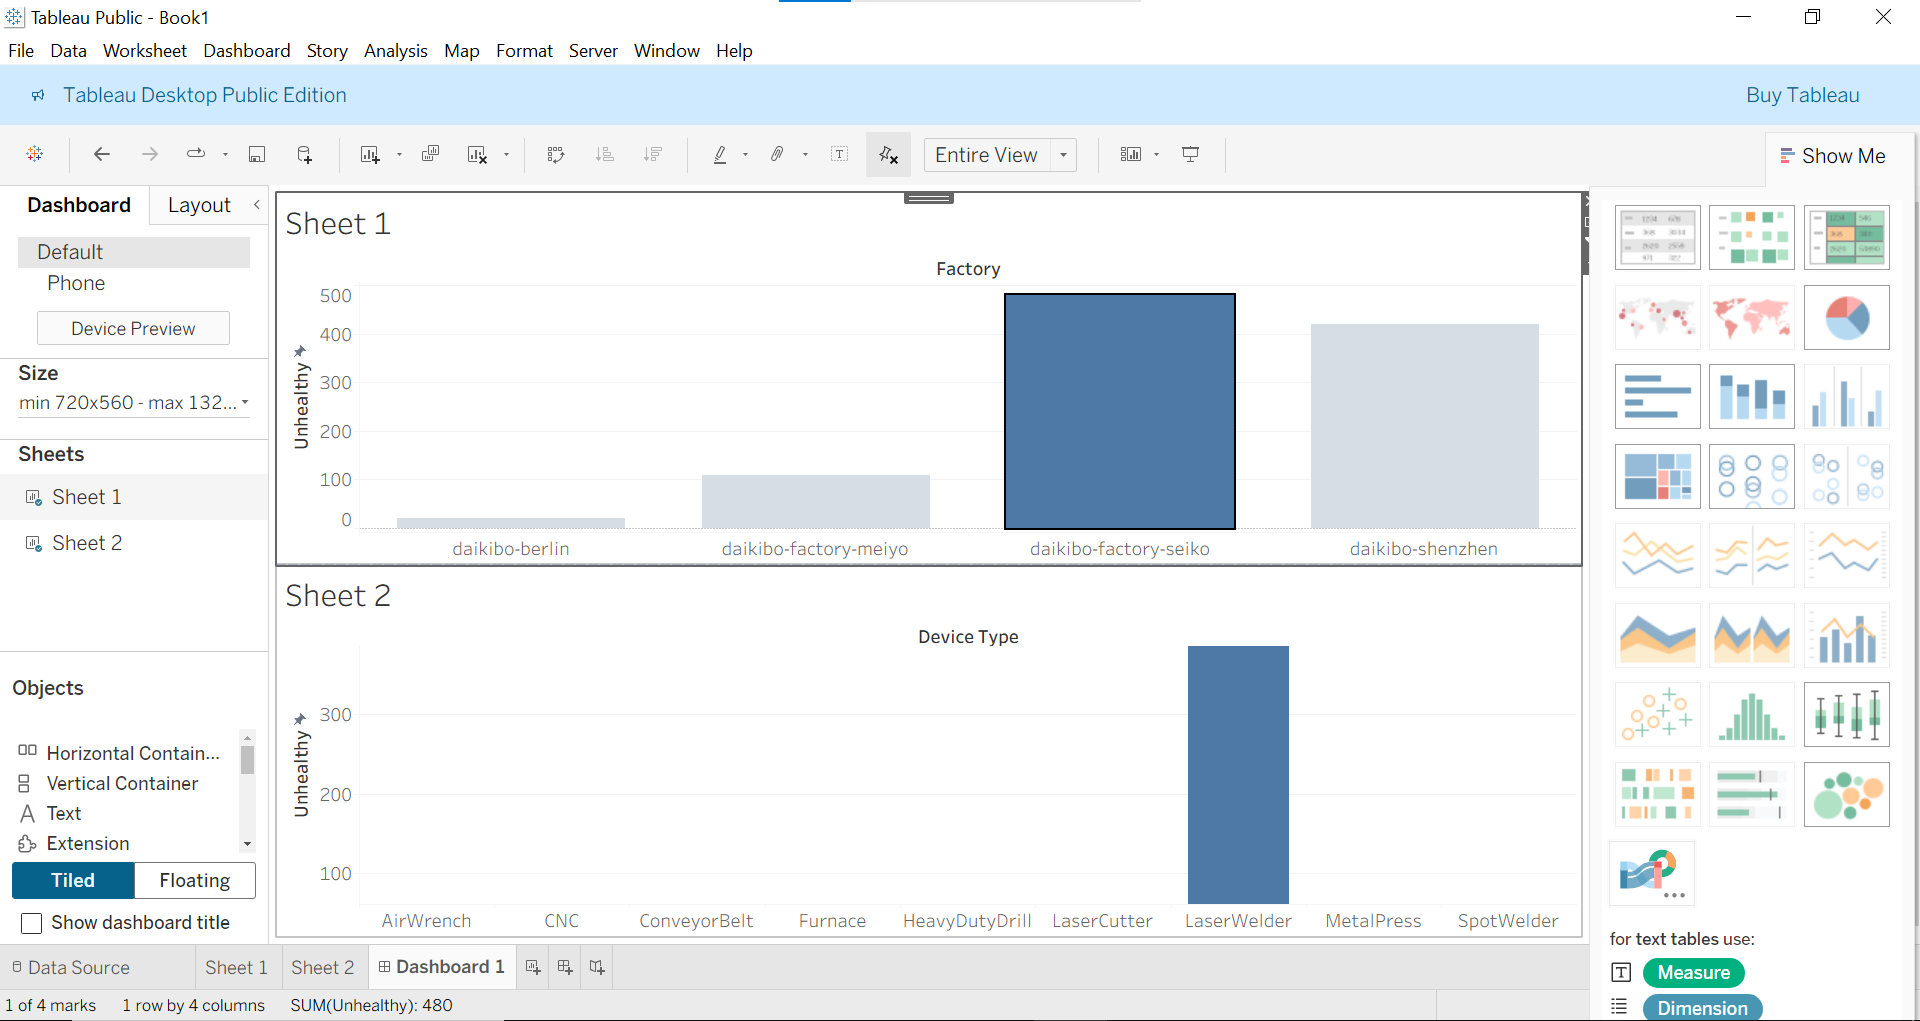 Tableau Public - Book1
File Data Worksheet Dashboard Story Analysis Map Format Server Window Help
Tableau Desktop Public Edition
Buy Tableau
Entire View
Show Me
Dashboard
Layout
Default
Phone
Device Preview
Size
min 720x560 - max 132...
Sheets
Sheet 1
Sheet 2
Objects
Horizontal Contain...
Vertical Container
Text
Extension
Tiled
Floating
Show dashboard title
Sheet 1
Factory
Unhealthy
500
400
300
200
100
0
daikibo-berlin
daikibo-factory-meiyo
daikibo-factory-seiko
daikibo-shenzhen
Sheet 2
Device Type
Unhealthy
300
200
100
AirWrench
CNC
ConveyorBelt
Furnace
HeavyDutyDrill
LaserCutter
LaserWelder
MetalPress
SpotWelder
for text tables use:
Measure
Dimension
Data Source
Sheet 1
Sheet 2
Dashboard 1
1 of 4 marks
1 row by 4 columns
SUM(Unhealthy): 480